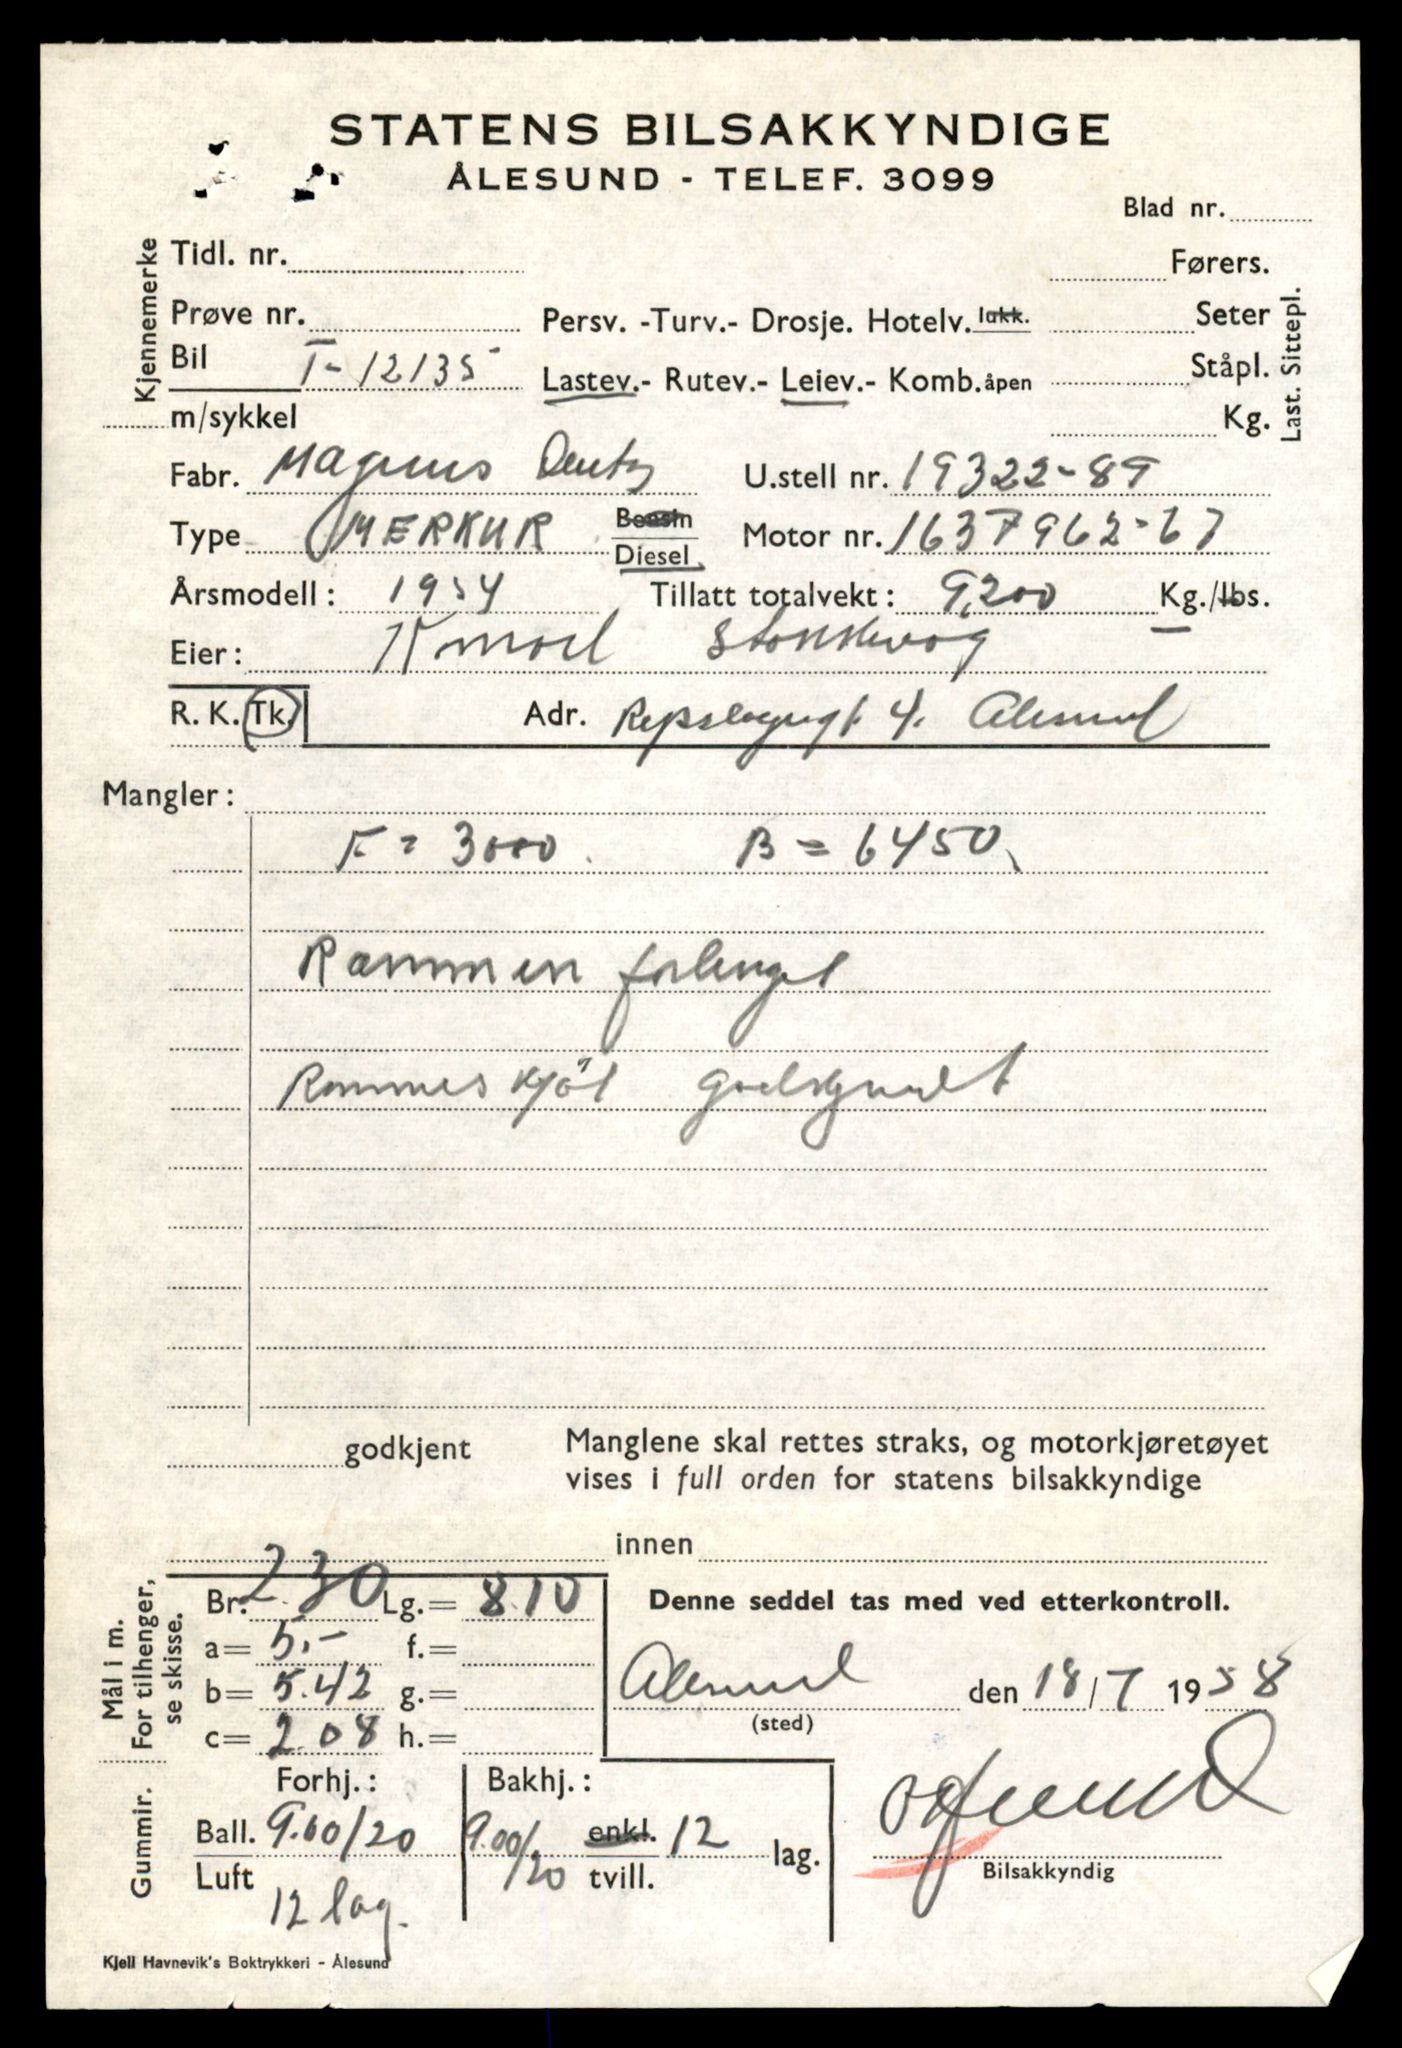 STATENS BILSAKKYNDIGE
ÅLESUND - TELEF. 3099
Blad nr.
Kjennemerke
Tidl. nr.
Førers.
Prøve nr.
Persv. -Turv.- Drosje. Hotelv. lukk.
Seter
Bil T-12135
Lastev.- Rutev.- Leiev.- Komb. åpen
Ståpl.
m/sykkel
Kg.
Last. Sittepl.
Fabr. Magirus Deutz
U.stell nr. 19322-89
Type MERKUR
Bensin
Diesel
Motor nr. 1637962-67
Årsmodell: 1954
Tillatt totalvekt: 9,200 Kg./lbs.
Eier: Stokkevåg
R. K. Tk.
Adr. 4. Ålesund
Mangler:
F = 3000. B = 6450.
Rammen forlenget
godkjendt
godkjent
Manglene skal rettes straks, og motorkjøretøyet
vises i full orden for statens bilsakkyndige
innen
Mål i m.
For tilhenger,
se skisse.
Br. 230 Lg.= 8.10
a= 5.- f.=
b= 5.42 g.=
c= 2.08 h.=
Denne seddel tas med ved etterkontroll.
Ålesund den 18/7 1958
(sted)
Gummir.
Forhj.:
Bakhj.:
Ball. 9.00/20
Luft
12 lag.
9.00/20
enkl.
tvill.
12 lag.
Bilsakkyndig
Kjell Havnevik's Boktrykkeri - Ålesund